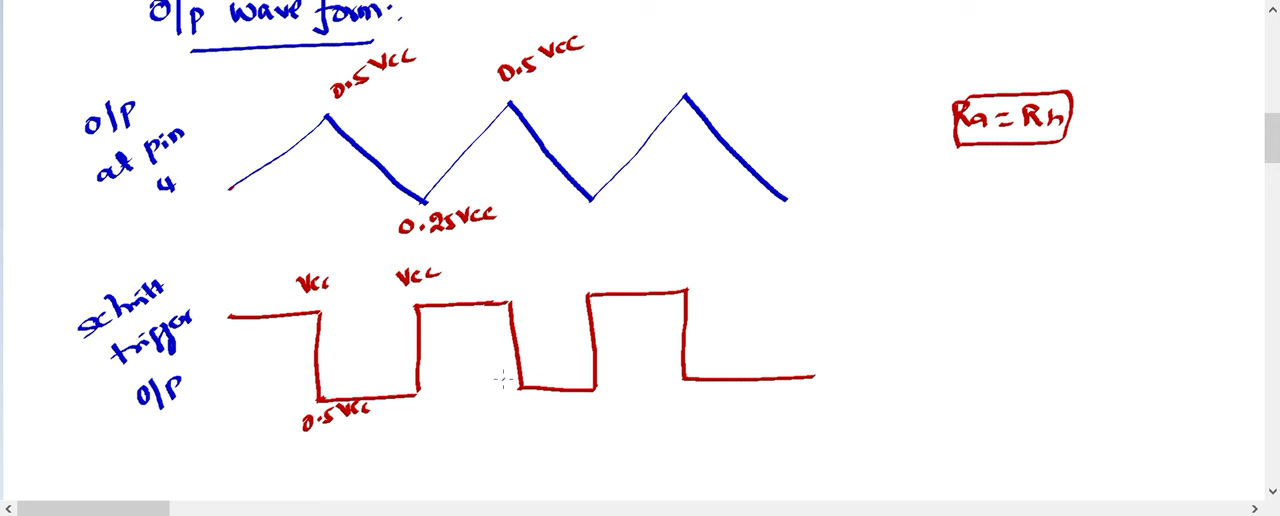 O/p wave form.
0.5 Vcc
0.5 Vcc
O/P
at pin
4
Ra = Rb
0.25 Vcc
Vcc
Vcc
schmitt
trigger
O/P
0.5 Vcc